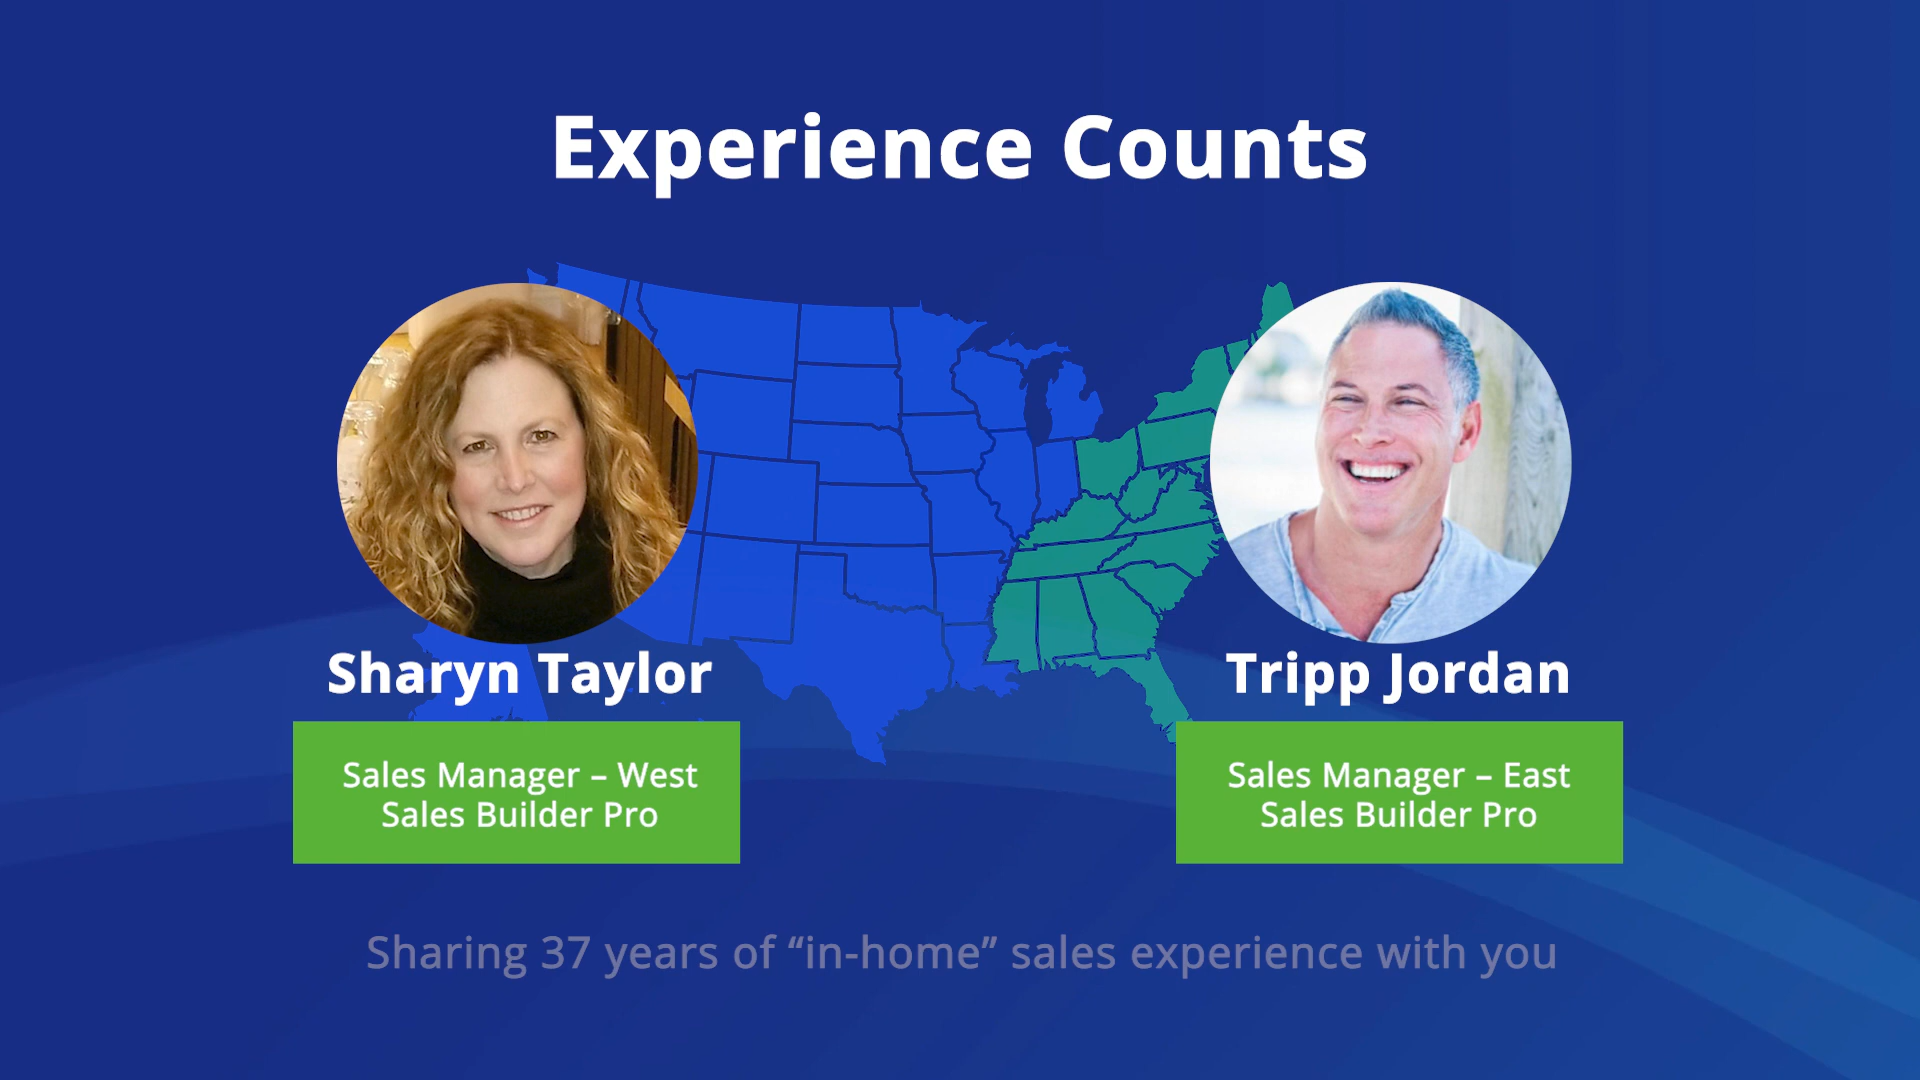 Experience Counts
Sharyn Taylor
Sales Manager – West
Sales Builder Pro
Tripp Jordan
Sales Manager – East
Sales Builder Pro
Sharing 37 years of “in-home” sales experience with you